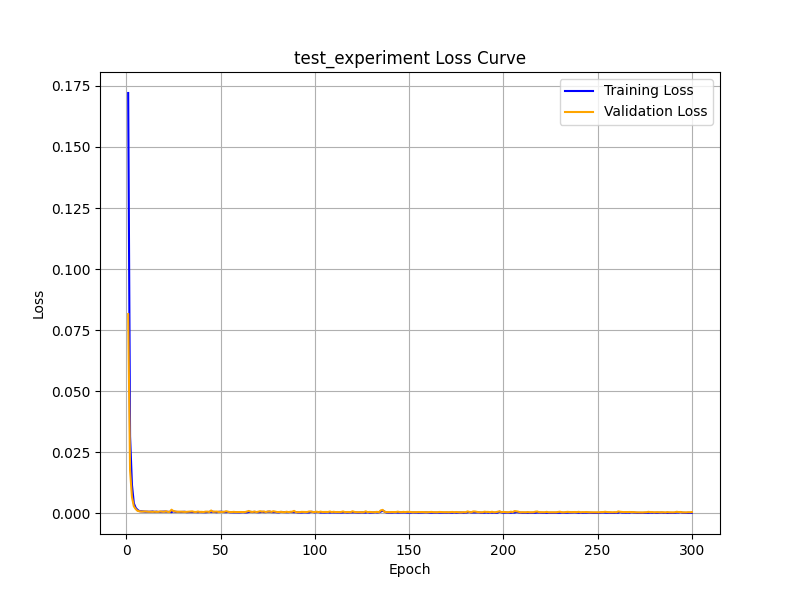 test_experiment Loss Curve
Training Loss
Validation Loss
0.175
0.150
0.125
0.100
0.075
0.050
0.025
0.000
Loss
0 50 100 150 200 250 300
Epoch